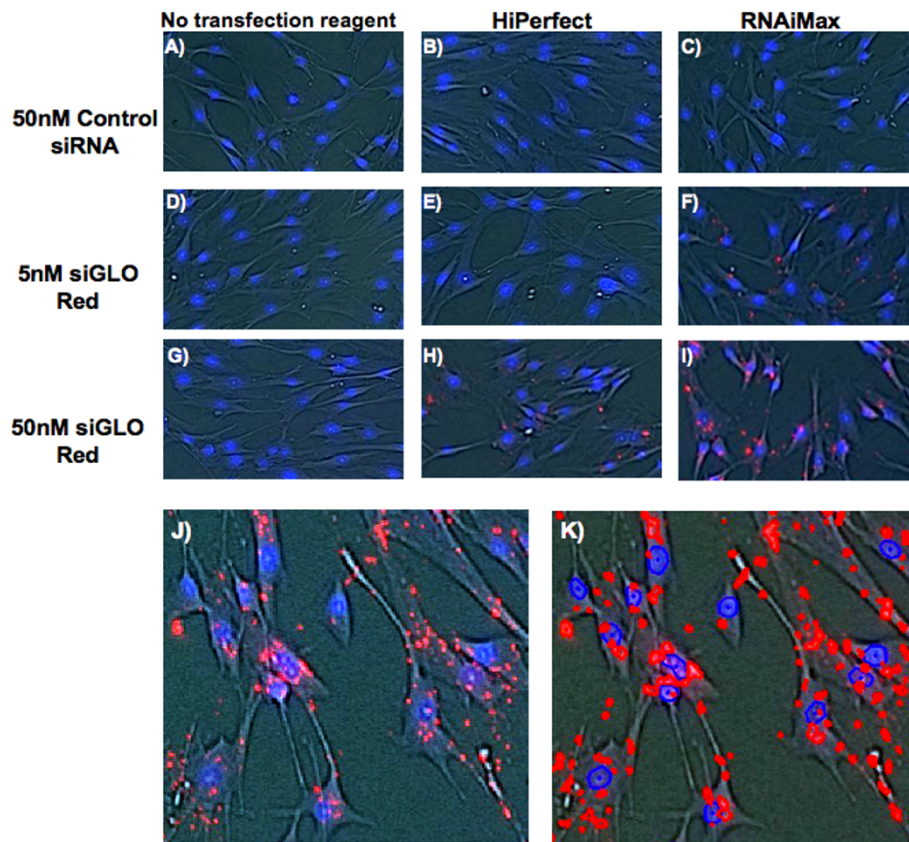 No transfection reagent HiPerfect RNAiMax
A) B) C)
50nM Control
siRNA
D) E) F)
5nM siGLO
Red
G) H) I)
50nM siGLO
Red
J) K)